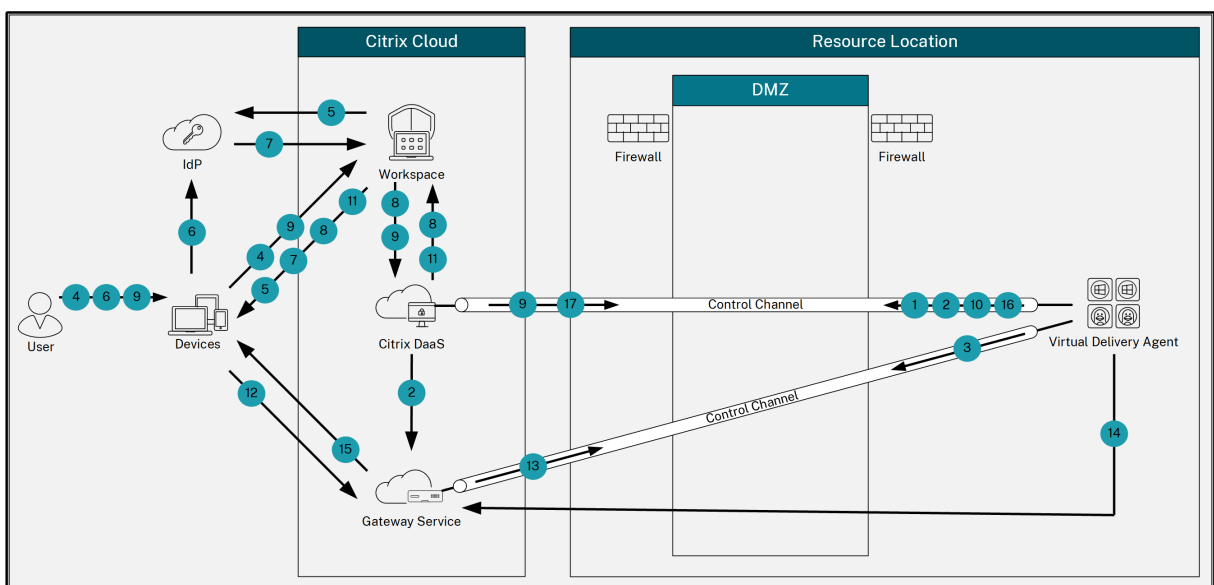 Citrix Cloud
Resource Location
DMZ
5
7
IdP
Workspace
Firewall
Firewall
11
8
8
8
9
9
6
4
7
9
11
5
4
6
9
User
Devices
Citrix DaaS
9
17
Control Channel
1
2
10
16
Virtual Delivery Agent
3
2
12
Control Channel
15
13
14
Gateway Service